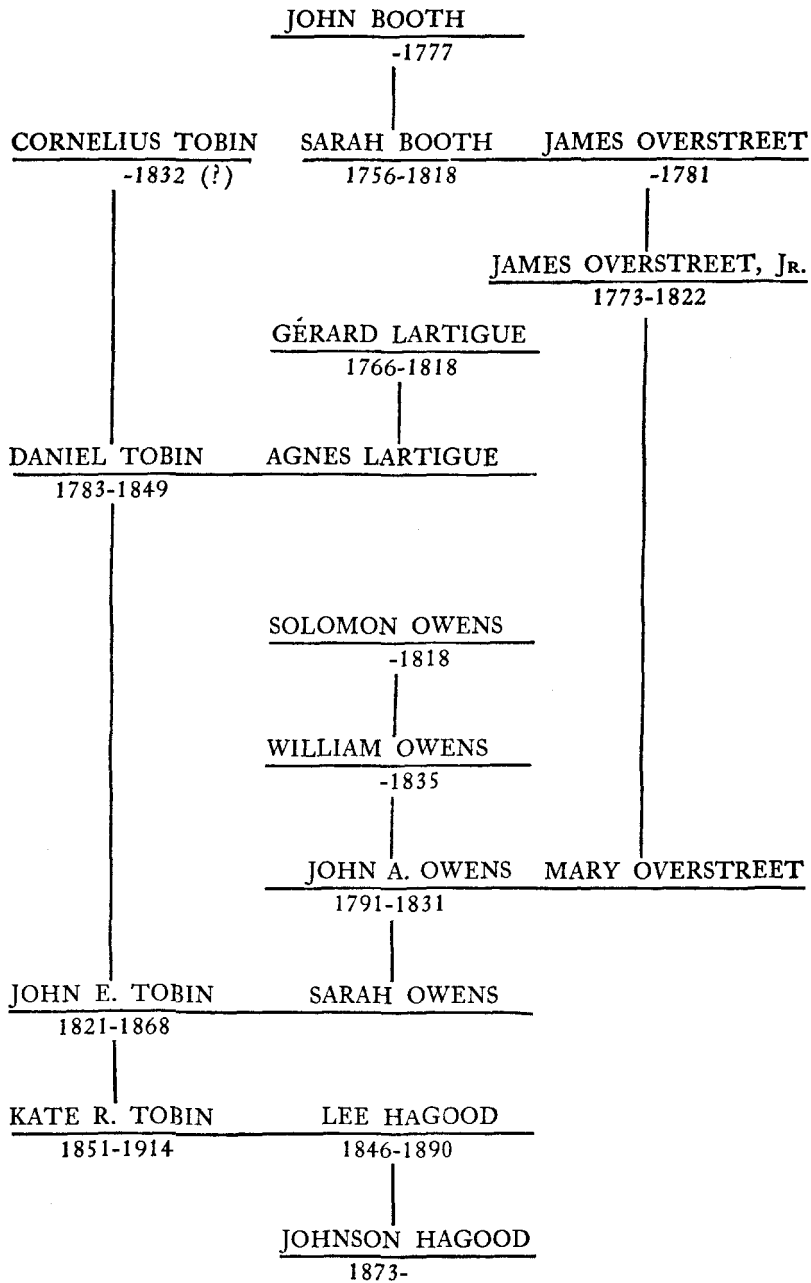 JOHN BOOTH
-1777
CORNELIUS TOBIN SARAH BOOTH JAMES OVERSTREET
-1832 (?) 1756-1818 -1781
JAMES OVERSTREET, JR.
1773-1822
GÉRARD LARTIGUE
1766-1818
DANIEL TOBIN AGNES LARTIGUE
1783-1849
SOLOMON OWENS
-1818
WILLIAM OWENS
-1835
JOHN A. OWENS MARY OVERSTREET
1791-1831
JOHN E. TOBIN SARAH OWENS
1821-1868
KATE R. TOBIN LEE HAGOOD
1851-1914 1846-1890
JOHNSON HAGOOD
1873-